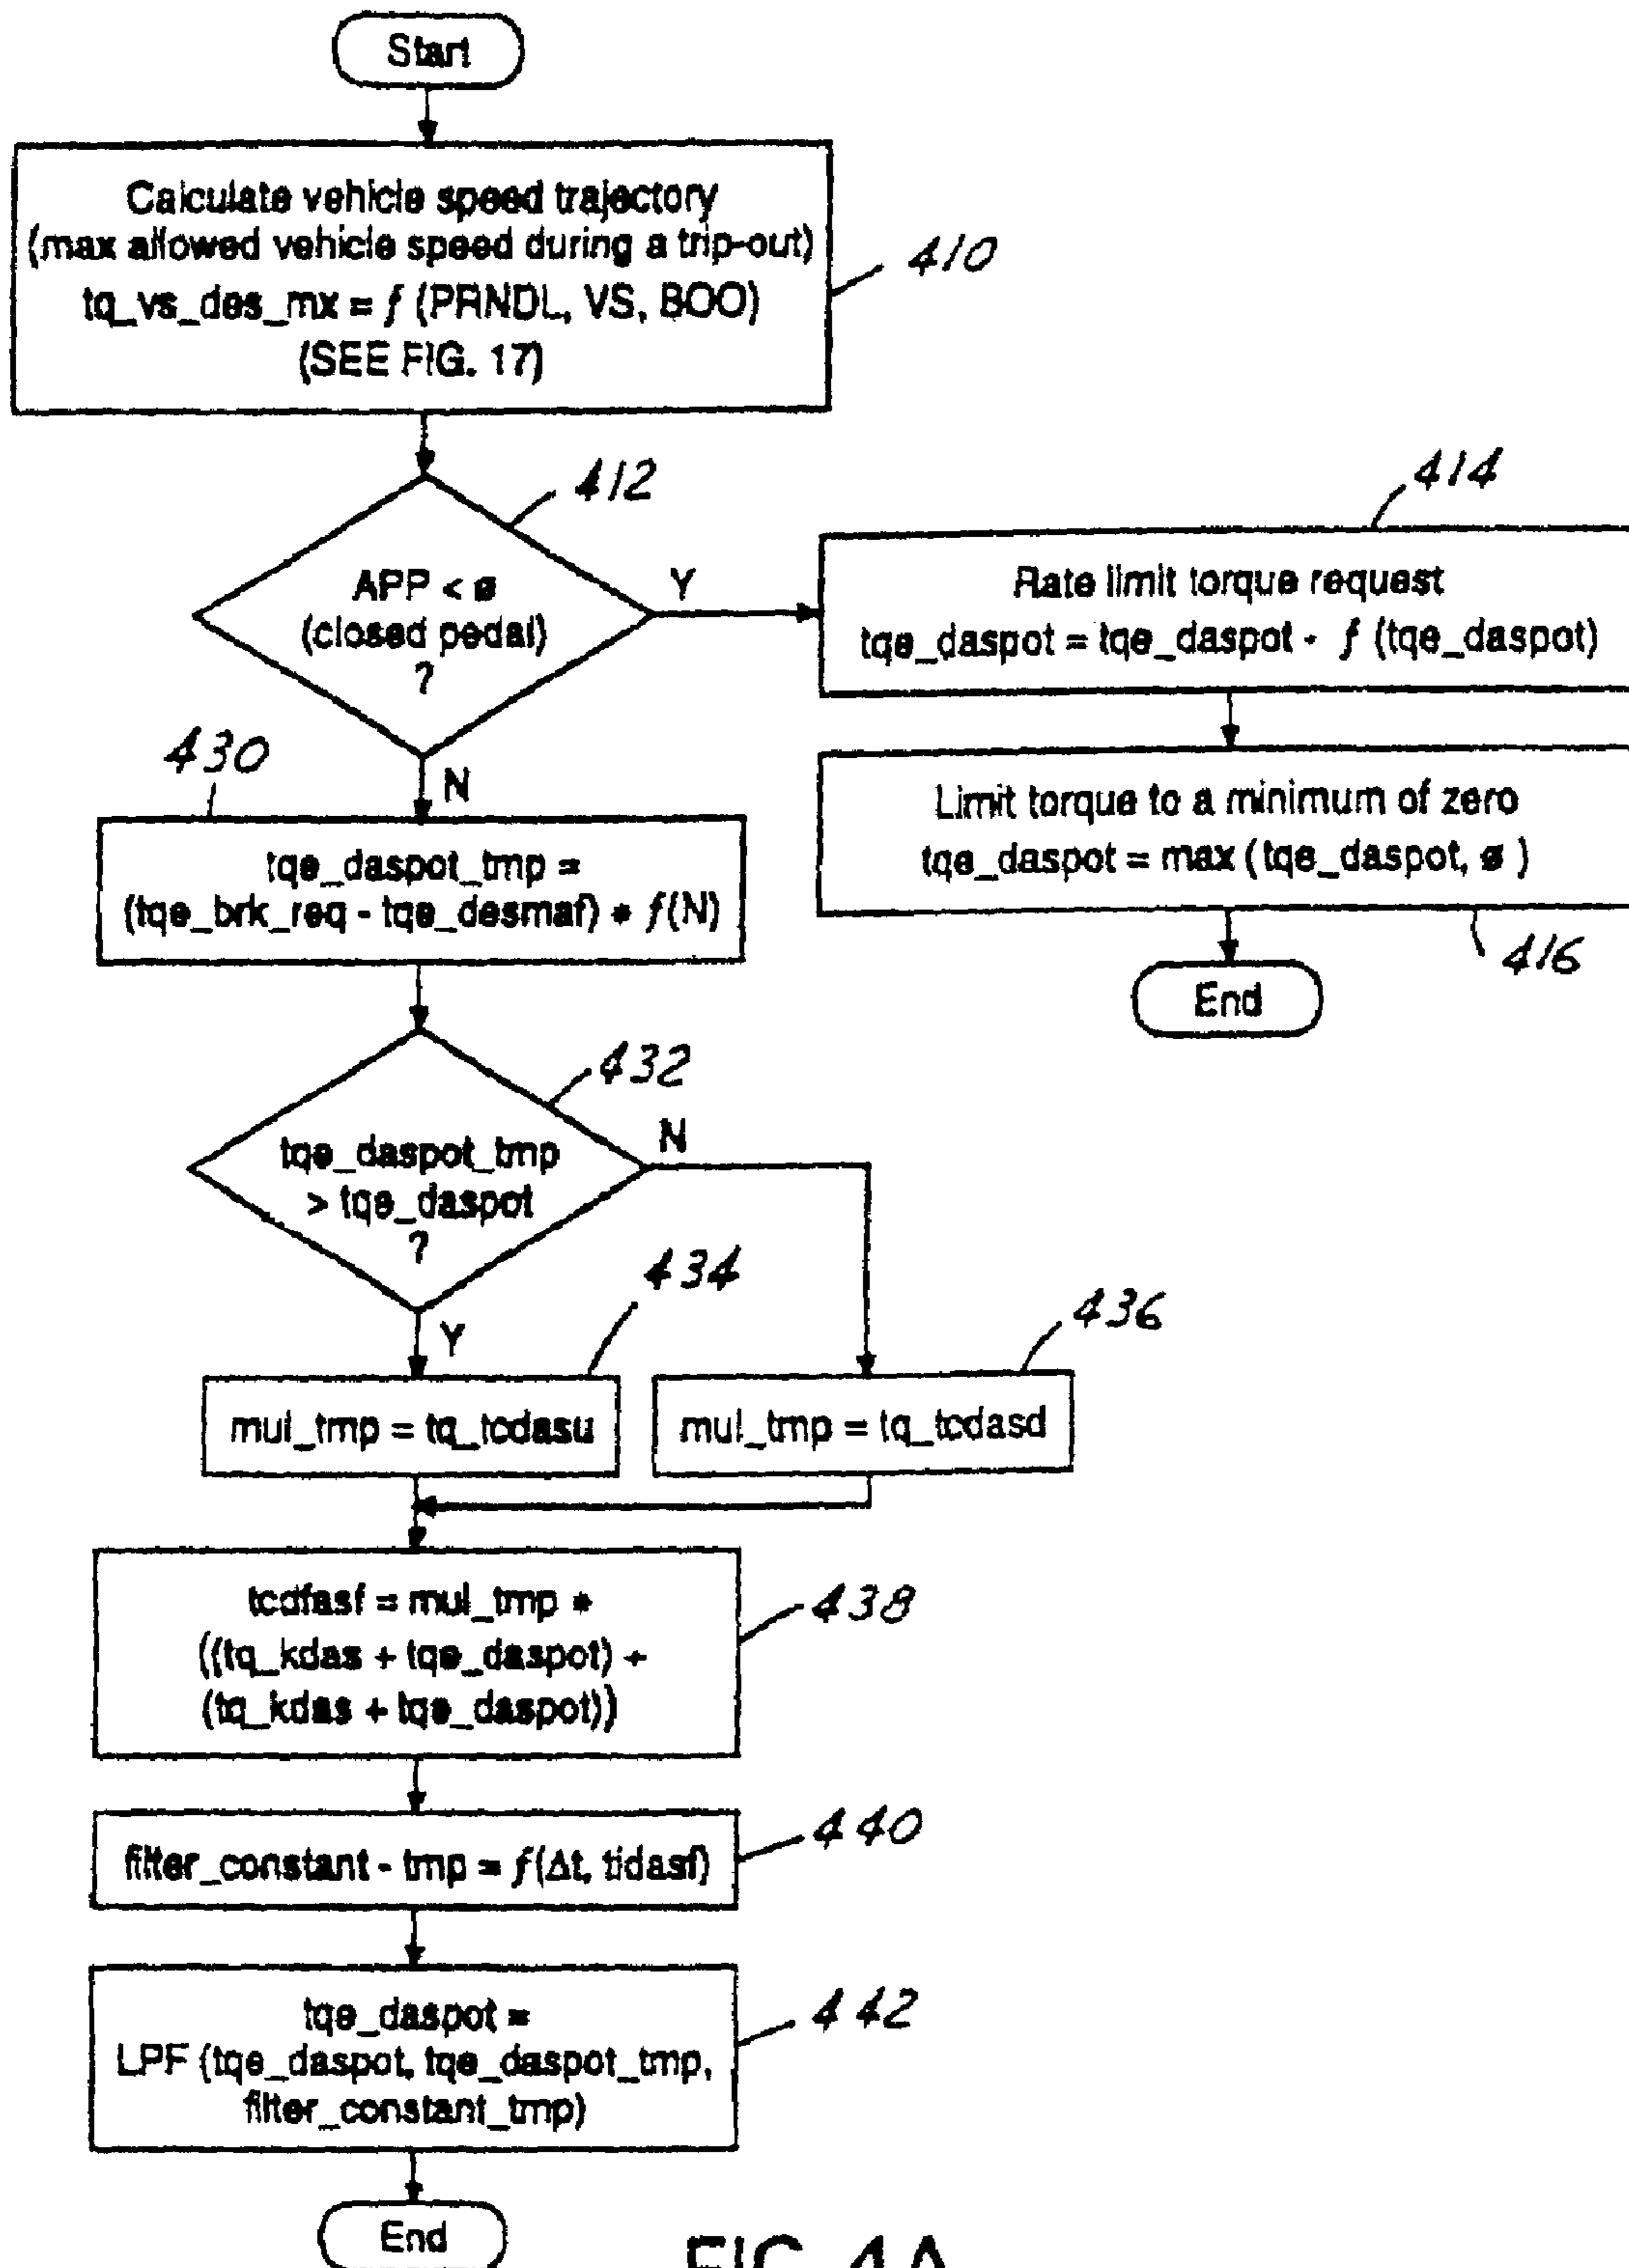 Start
Calculate vehicle speed trajectory
(max allowed vehicle speed during a trip-out)
tq_vs_des_mx = f (PRNDL, VS, BOO)
(SEE FIG. 17)
410
412
APP < ø
(closed pedal)
?
Y
N
414
Rate limit torque request
tqe_daspot = tqe_daspot - f (tqe_daspot)
Limit torque to a minimum of zero
tqe_daspot = max (tqe_daspot, ø )
416
End
430
tqe_daspot_tmp =
(tqe_brk_req - tqe_desmaf) * f(N)
432
tqe_daspot_tmp
> tqe_daspot
?
N
Y
434
mul_tmp = tq_tcdasu
436
mul_tmp = tq_tcdasd
tcdfasf = mul_tmp *
((tq_kdas + tqe_daspot) +
(tq_kdas + tqe_daspot))
438
filter_constant - tmp = f(Δt, tidasf)
440
tqe_daspot =
LPF (tqe_daspot, tqe_daspot_tmp,
filter_constant_tmp)
442
End
FIG. 4A